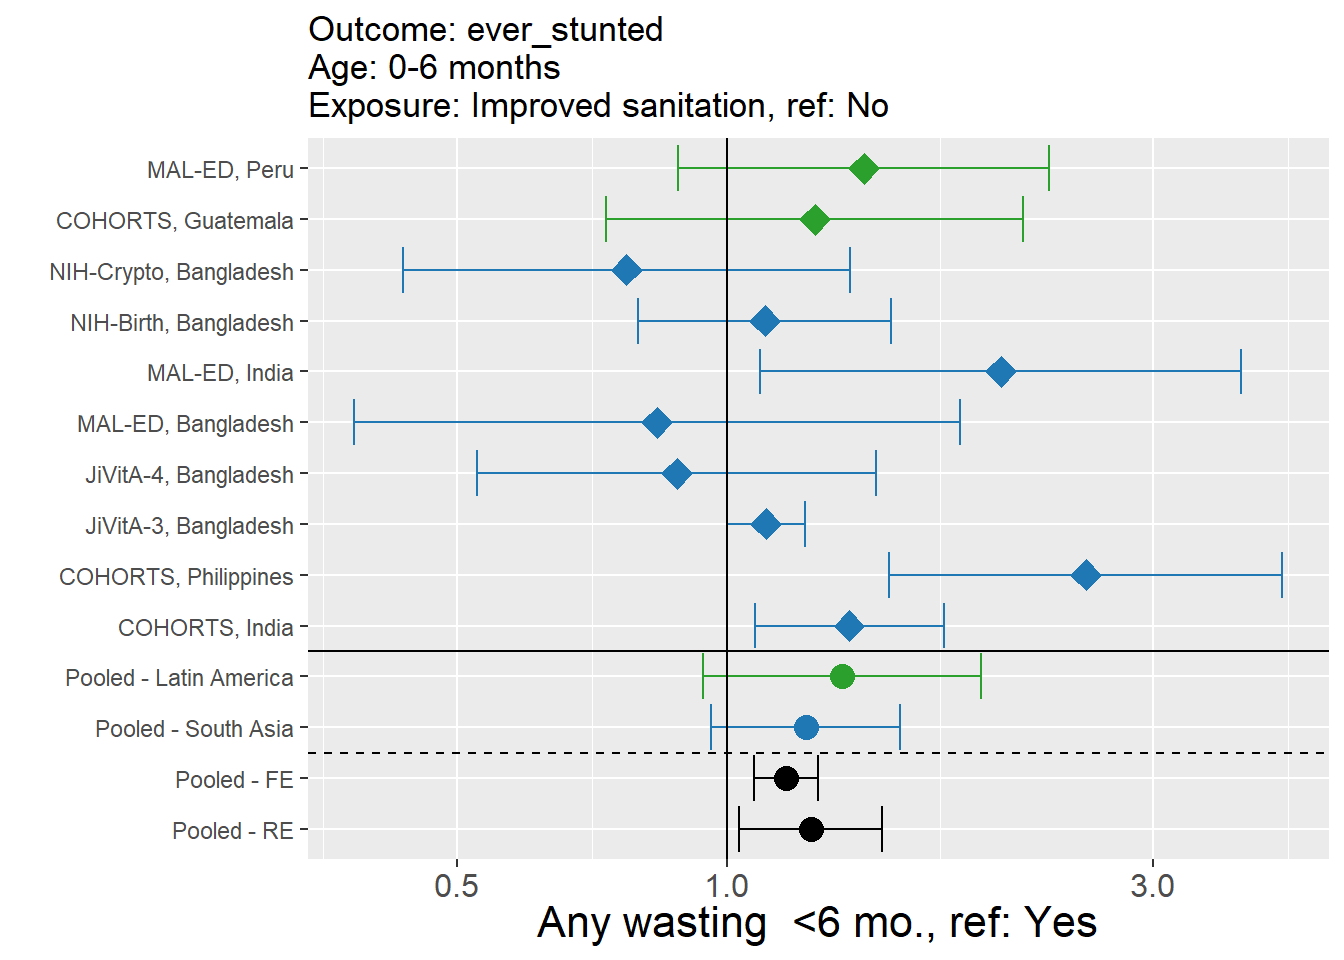 Outcome: ever_stunted
Age: 0-6 months
Exposure: Improved sanitation, ref: No
MAL-ED, Peru
COHORTS, Guatemala
NIH-Crypto, Bangladesh
NIH-Birth, Bangladesh
MAL-ED, India
MAL-ED, Bangladesh
JiVitA-4, Bangladesh
JiVitA-3, Bangladesh
COHORTS, Philippines
COHORTS, India
Pooled - Latin America
Pooled - South Asia
Pooled - FE
Pooled - RE
0.5 1.0 3.0
Any wasting  <6 mo., ref: Yes